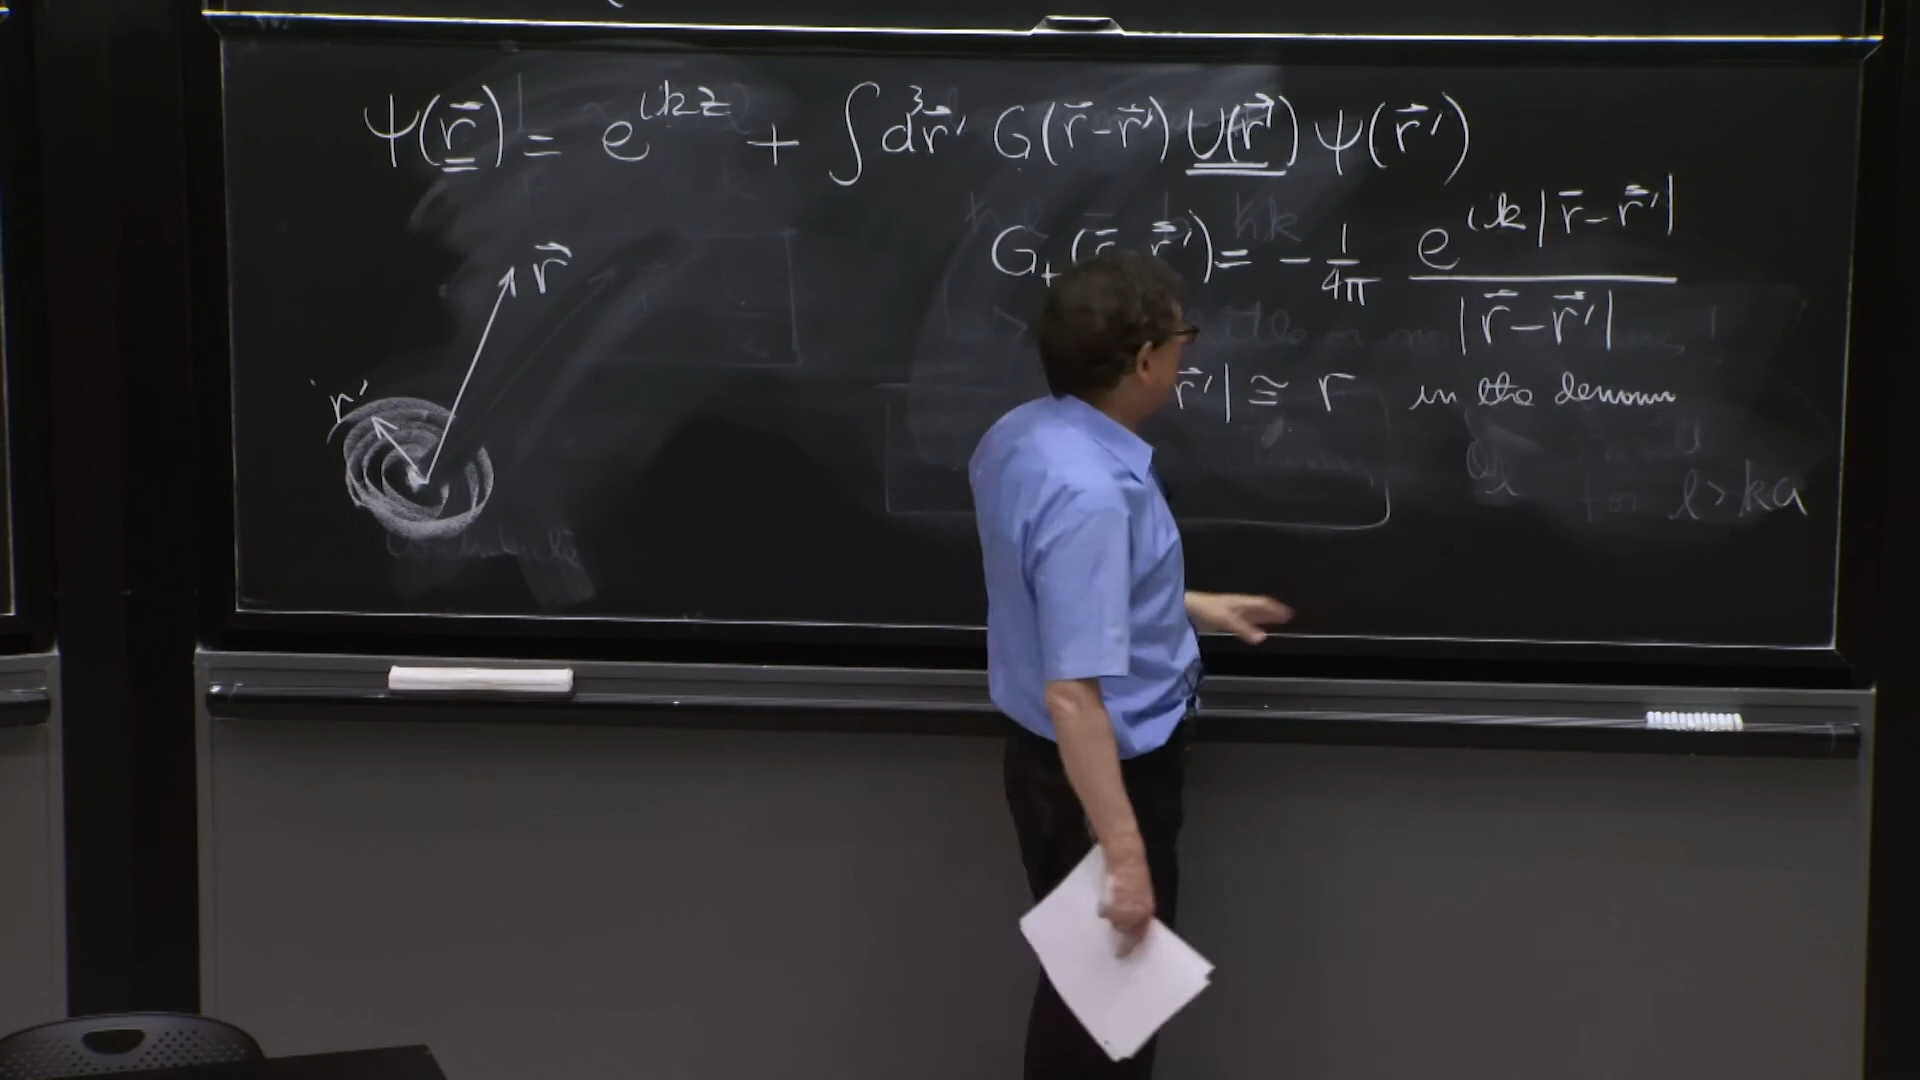 ψ(r⃗) = e^{ikz} + ∫d³r⃗' G(r⃗-r⃗') U(r⃗') ψ(r⃗')
G₊(r⃗-r⃗') = - 1/4π e^{ik|r⃗-r⃗'|} / |r⃗-r⃗'|
r⃗
r'
r⃗'| ≅ r in the denom
for l > ka